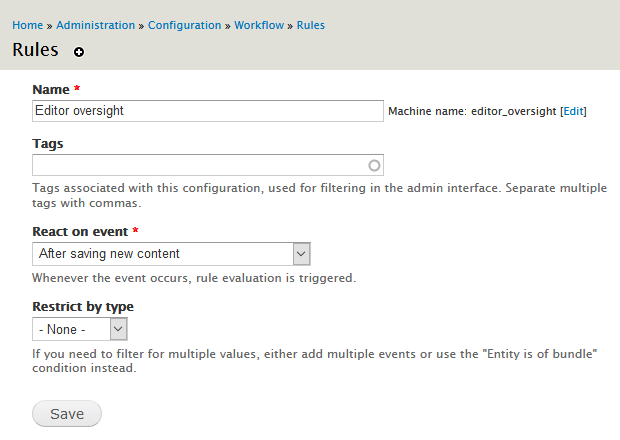 Home » Administration » Configuration » Workflow » Rules
Rules
Name *
Editor oversight Machine name: editor_oversight [Edit]
Tags
Tags associated with this configuration, used for filtering in the admin interface. Separate multiple
tags with commas.
React on event *
After saving new content
Whenever the event occurs, rule evaluation is triggered.
Restrict by type
- None -
If you need to filter for multiple values, either add multiple events or use the "Entity is of bundle"
condition instead.
Save